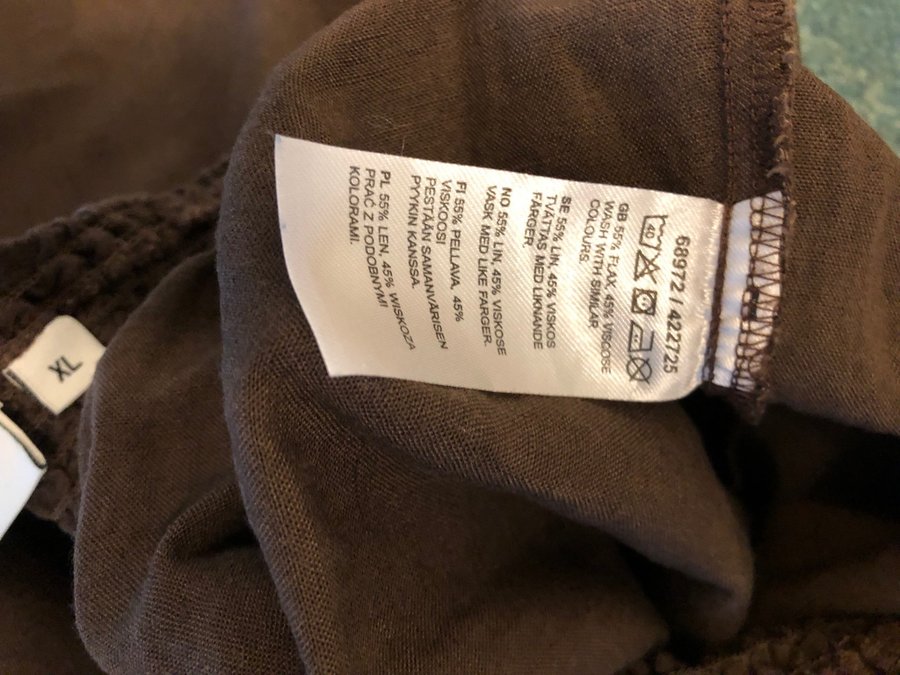 68972 / 422725
40
GB 55% FLAX, 45% VISCOSE
WASH WITH SIMILAR
COLOURS.
SE 55% LIN, 45% VISKOS
TVÄTTAS MED LIKNANDE
FÄRGER
NO 55% LIN, 45% VISKOSE
VASK MED LIKE FARGER.
FI 55% PELLAVA, 45%
VISKOOSI
PESTÄÄN SAMANVÄRISEN
PYYKIN KANSSA.
PL 55% LEN, 45% WISKOZA
PRAĆ Z PODOBNYMI
KOLORAMI.
XL